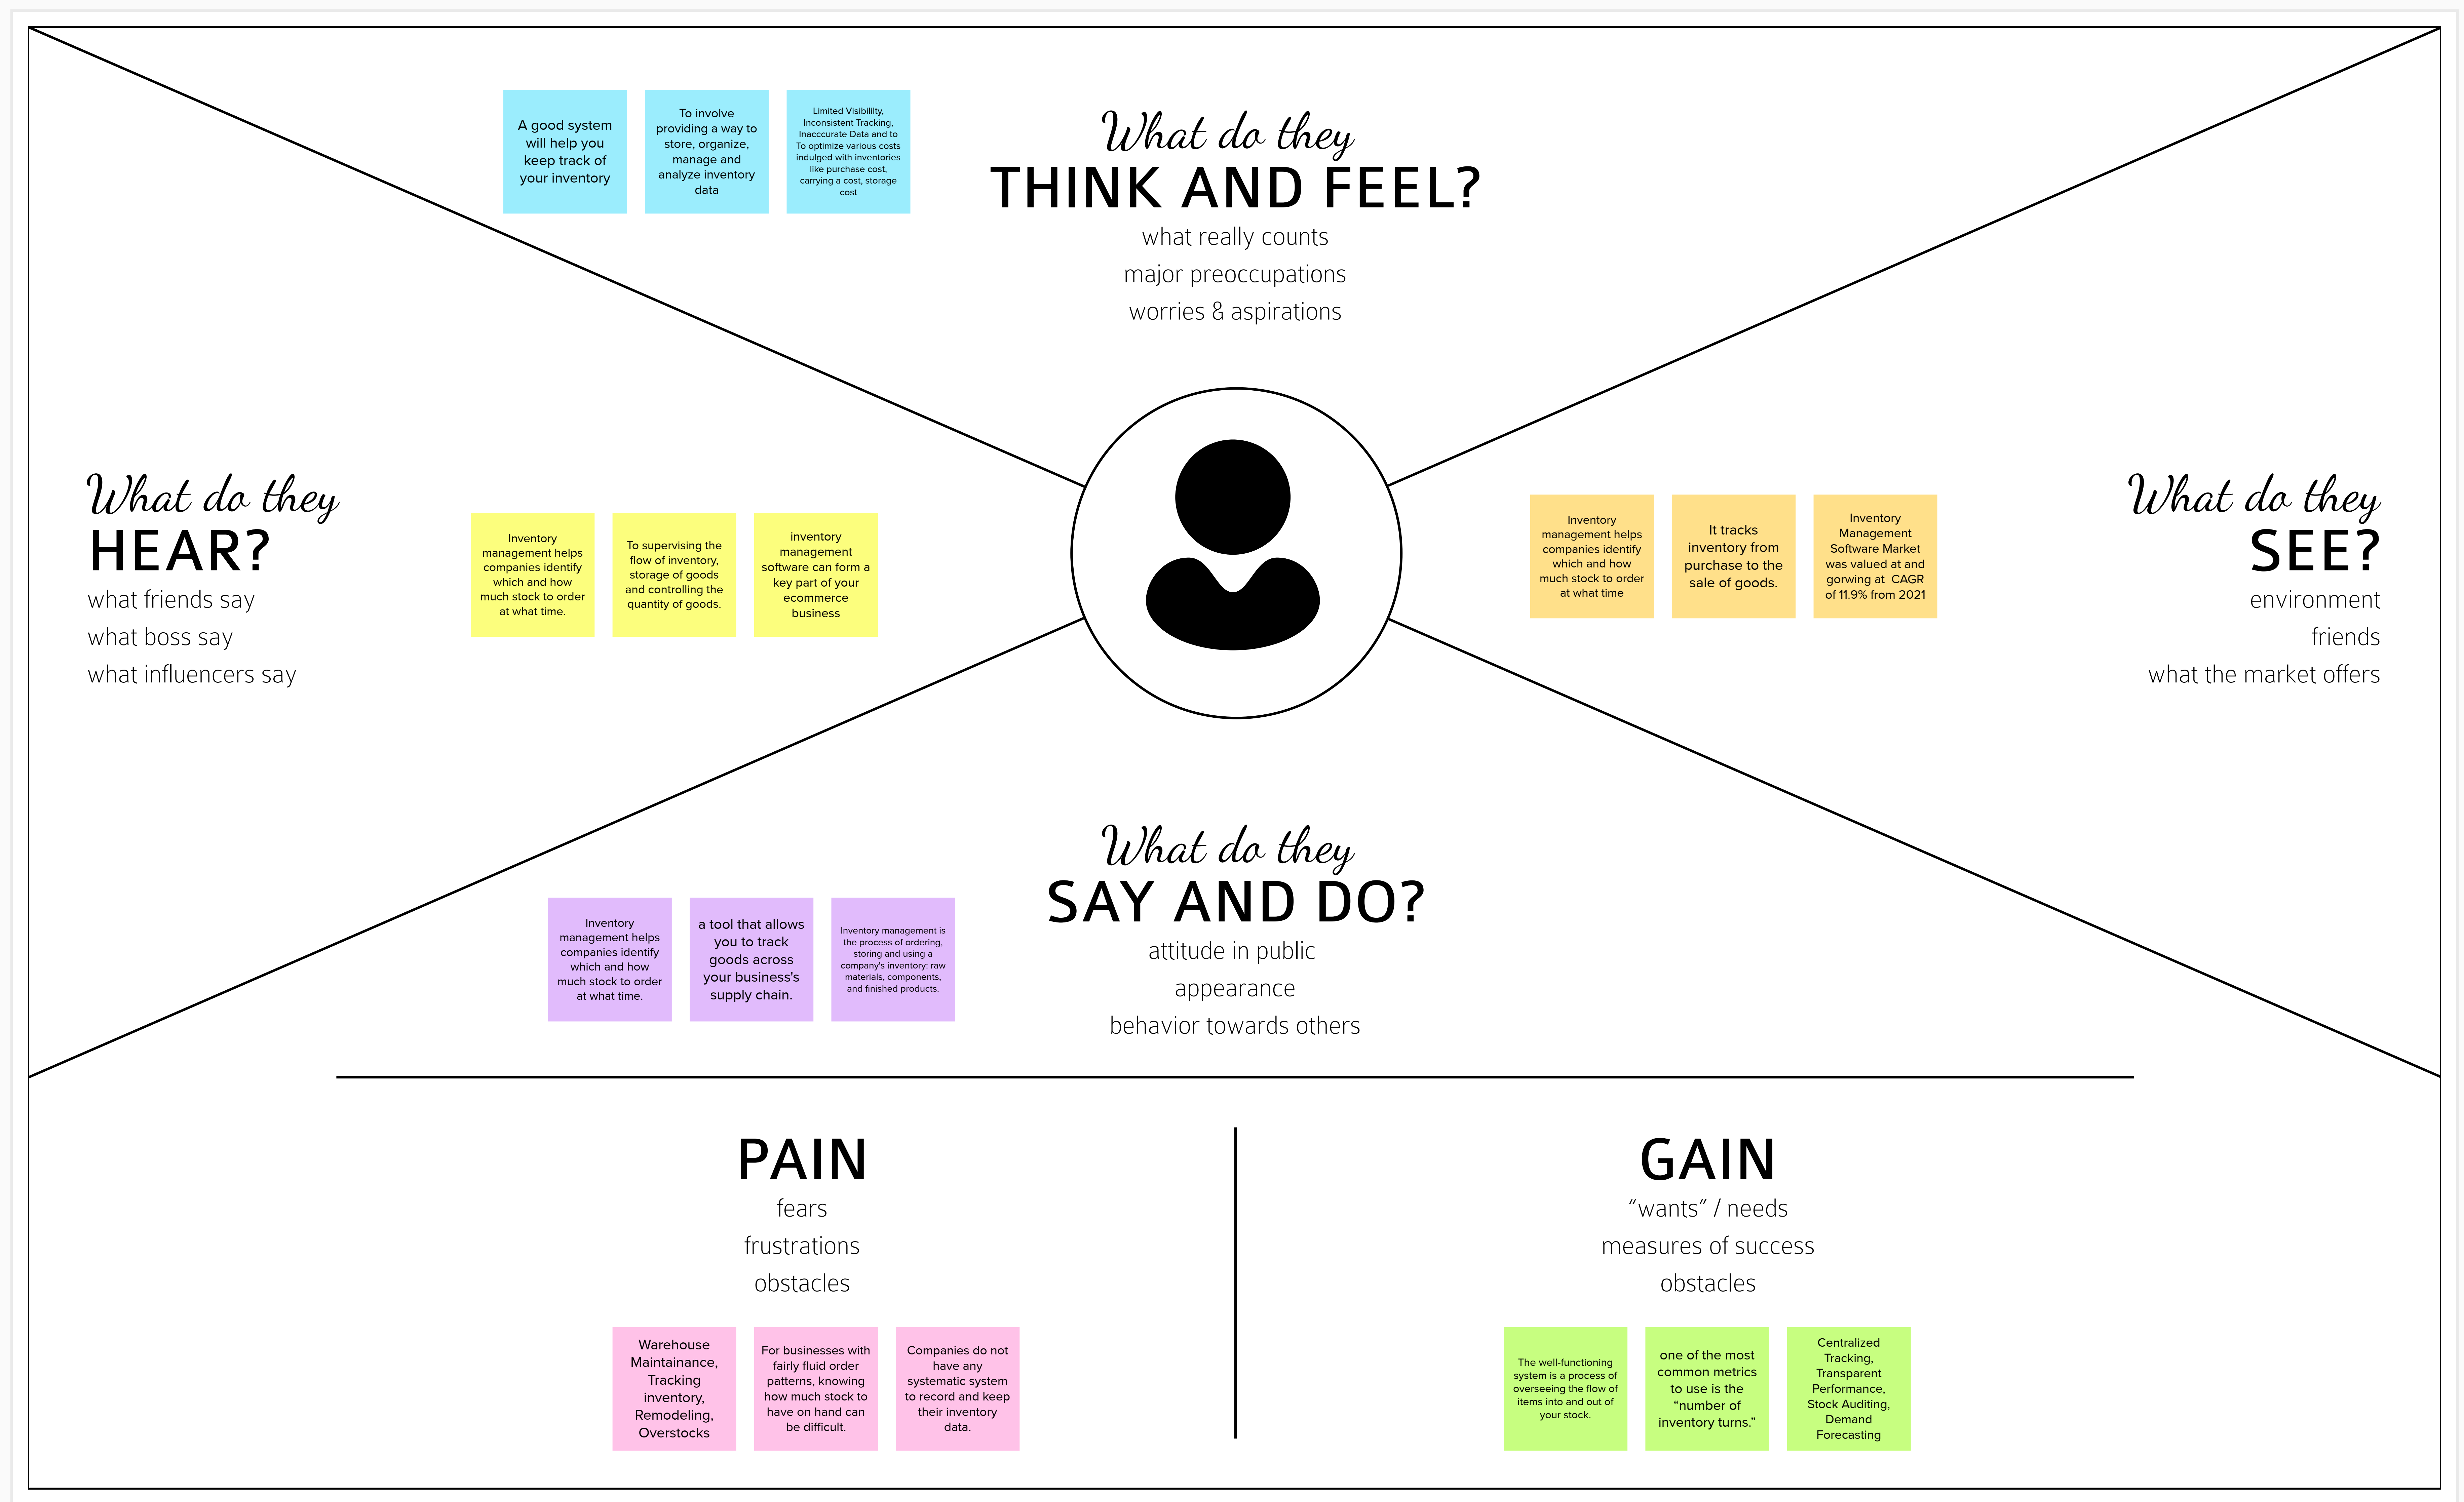 A good system
will help you
keep track of
your inventory
To involve
providing a way to
store, organize,
manage and
analyze inventory
data
Limited Visibililty,
Inconsistent Tracking,
Inacccurate Data and to
To optimize various costs
indulged with inventories
like purchase cost,
carrying a cost, storage
cost
What do they
THINK AND FEEL?
what really counts
major preoccupations
worries & aspirations
What do they
HEAR?
what friends say
what boss say
what influencers say
Inventory
management helps
companies identify
which and how
much stock to order
at what time.
To supervising the
flow of inventory,
storage of goods
and controlling the
quantity of goods.
inventory
management
software can form a
key part of your
ecommerce
business
Inventory
management helps
companies identify
which and how
much stock to order
at what time
It tracks
inventory from
purchase to the
sale of goods.
Inventory
Management
Software Market
was valued at and
gorwing at CAGR
of 11.9% from 2021
What do they
SEE?
environment
friends
what the market offers
Inventory
management helps
companies identify
which and how
much stock to order
at what time.
a tool that allows
you to track
goods across
your business's
supply chain.
Inventory management is
the process of ordering,
storing and using a
company's inventory: raw
materials, components,
and finished products.
What do they
SAY AND DO?
attitude in public
appearance
behavior towards others
PAIN
fears
frustrations
obstacles
Warehouse
Maintainance,
Tracking
inventory,
Remodeling,
Overstocks
For businesses with
fairly fluid order
patterns, knowing
how much stock to
have on hand can
be difficult.
Companies do not
have any
systematic system
to record and keep
their inventory
data.
GAIN
“wants” / needs
measures of success
obstacles
The well-functioning
system is a process of
overseeing the flow of
items into and out of
your stock.
one of the most
common metrics
to use is the
“number of
inventory turns.”
Centralized
Tracking,
Transparent
Performance,
Stock Auditing,
Demand
Forecasting